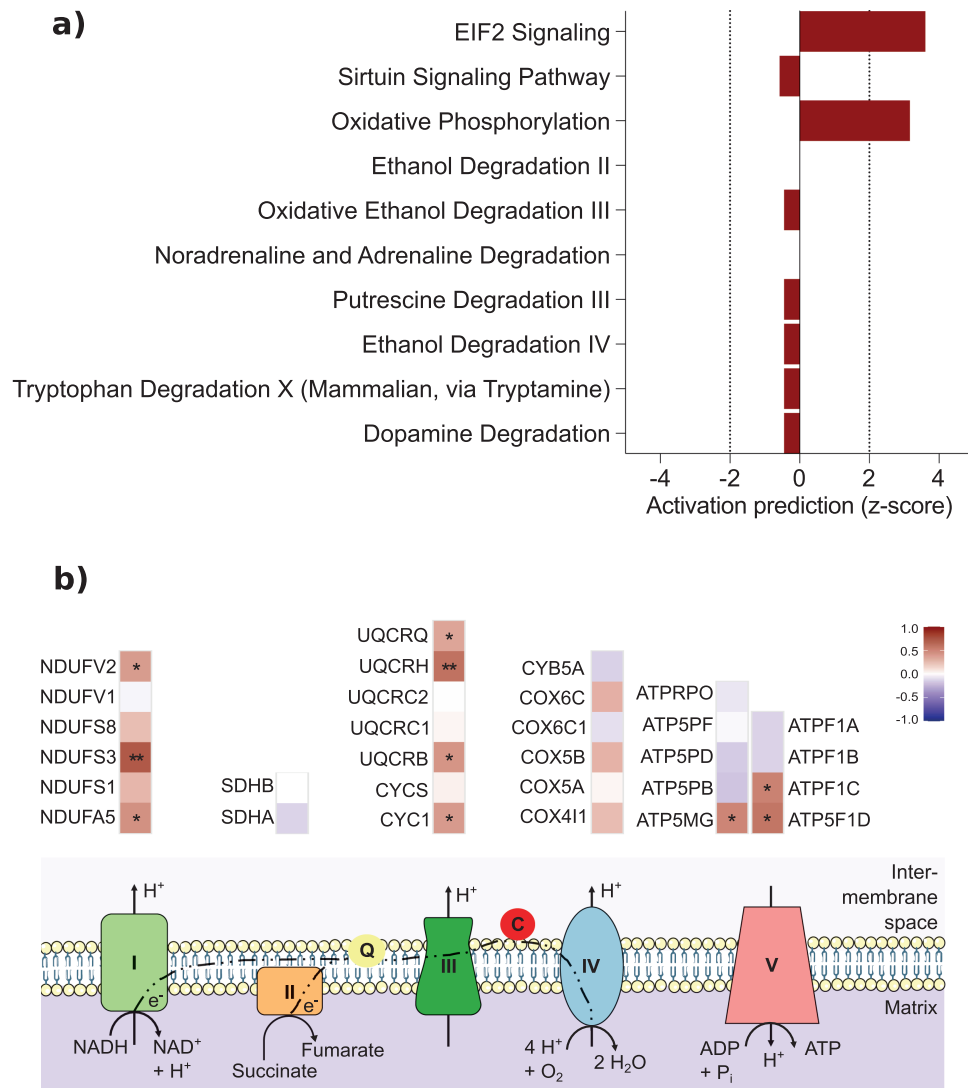 a)
EIF2 Signaling
Sirtuin Signaling Pathway
Oxidative Phosphorylation
Ethanol Degradation II
Oxidative Ethanol Degradation III
Noradrenaline and Adrenaline Degradation
Putrescine Degradation III
Ethanol Degradation IV
Tryptophan Degradation X (Mammalian, via Tryptamine)
Dopamine Degradation
-4 -2 0 2 4
Activation prediction (z-score)
b)
NDUFV2 *
NDUFV1
NDUFS8
NDUFS3 **
NDUFS1
NDUFA5 *
SDHB
SDHA
UQCRQ *
UQCRH **
UQCRC2
UQCRC1
UQCRB *
CYCS
CYC1 *
CYB5A
COX6C
COX6C1
COX5B
COX5A
COX4I1
ATPRPO
ATP5PF
ATP5PD
ATP5PB
ATP5MG *
ATPF1A
ATPF1B
* ATPF1C
* ATP5F1D
1.0
0.5
0.0
-0.5
-1.0
H⁺
H⁺
H⁺
Inter-
membrane
space
I
II
Q
III
C
IV
V
e⁻
e⁻
Matrix
NADH
NAD⁺
+ H⁺
Succinate
Fumarate
4 H⁺
+ O₂
2 H₂O
ADP
+ Pᵢ
H⁺
ATP